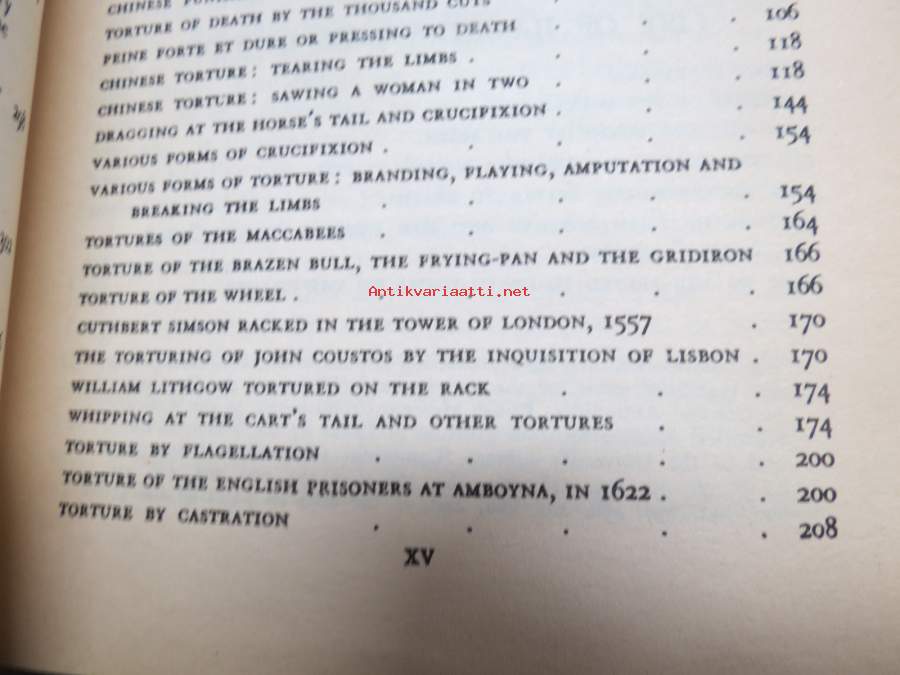 CHINESE
TORTURE OF DEATH BY THE THOUSAND CUTS . 106
PEINE FORTE ET DURE OR PRESSING TO DEATH . . . 118
CHINESE TORTURE: TEARING THE LIMBS . . . . 118
CHINESE TORTURE: SAWING A WOMAN IN TWO . . . 144
DRAGGING AT THE HORSE'S TAIL AND CRUCIFIXION . . . 154
VARIOUS FORMS OF CRUCIFIXION . . . . .
VARIOUS FORMS OF TORTURE: BRANDING, FLAYING, AMPUTATION AND
BREAKING THE LIMBS . . . . . 154
TORTURES OF THE MACCABEES . . . . . 164
TORTURE OF THE BRAZEN BULL, THE FRYING-PAN AND THE GRIDIRON 166
TORTURE OF THE WHEEL . . . . . . 166
Antikvariaatti.net
CUTHBERT SIMSON RACKED IN THE TOWER OF LONDON, 1557 . 170
THE TORTURING OF JOHN COUSTOS BY THE INQUISITION OF LISBON . 170
WILLIAM LITHGOW TORTURED ON THE RACK . . . 174
WHIPPING AT THE CART'S TAIL AND OTHER TORTURES . . 174
TORTURE BY FLAGELLATION . . . . . 200
TORTURE OF THE ENGLISH PRISONERS AT AMBOYNA, IN 1622 . . 200
TORTURE BY CASTRATION . . . . . 208
XV